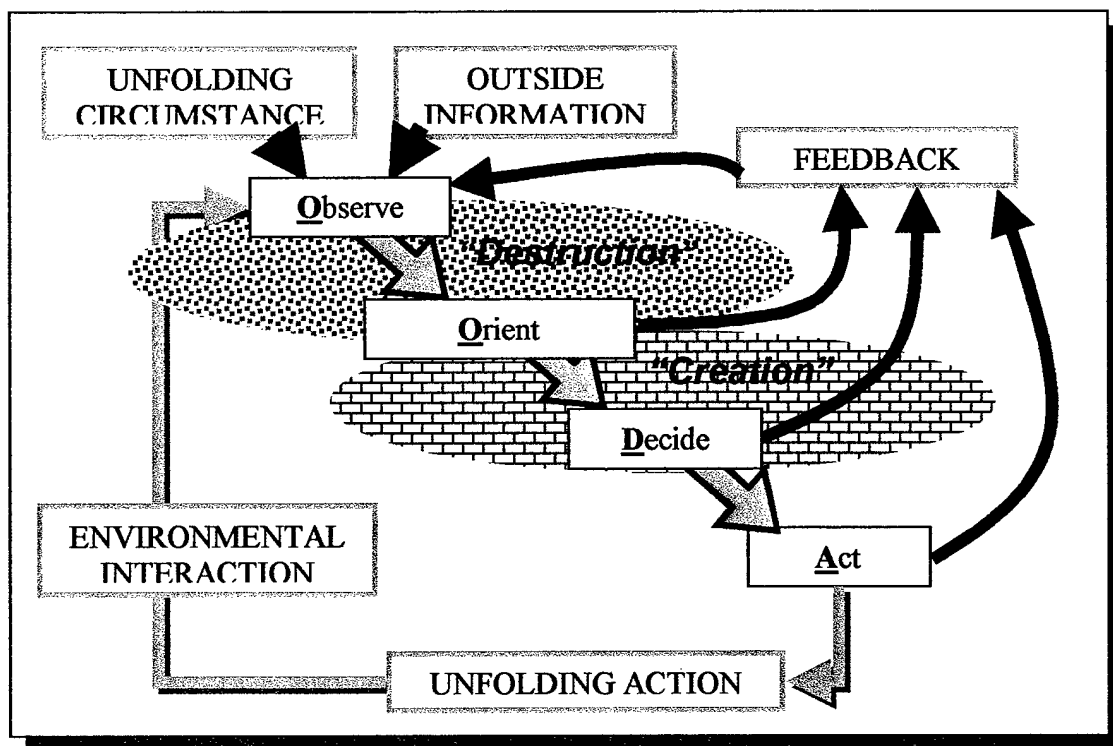 UNFOLDING
CIRCUMSTANCE
OUTSIDE
INFORMATION
FEEDBACK
Observe
“Destruction“
Orient
“Creation”
Decide
ENVIRONMENTAL
INTERACTION
Act
UNFOLDING ACTION